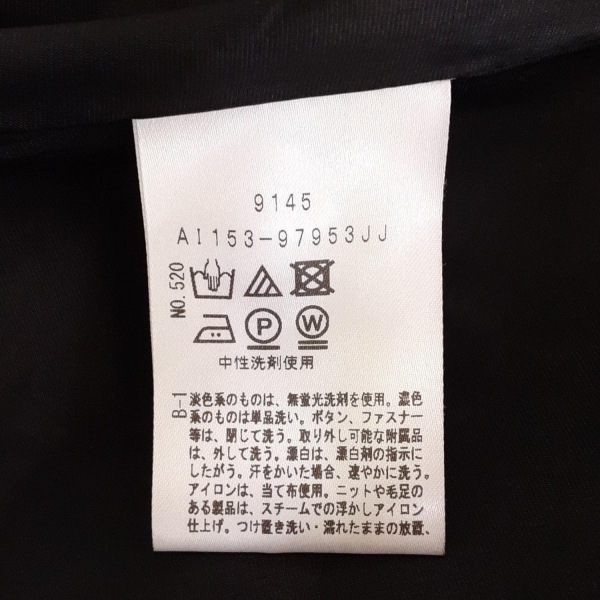 9145
AI153-97953JJ
NO.520
P
W
中性洗剤使用
B-1
淡色系のものは、無蛍光洗剤を使用。濃色
系のものは単品洗い。ボタン、ファスナー
等は、閉じて洗う。取り外し可能な附属品
は、外して洗う。漂白は、漂白剤の指示に
したがう。汗をかいた場合、速やかに洗う。
アイロンは、当て布使用。ニットや毛足の
ある製品は、スチームでの浮かしアイロン
仕上げ。つけ置き洗い・濡れたままの放置、